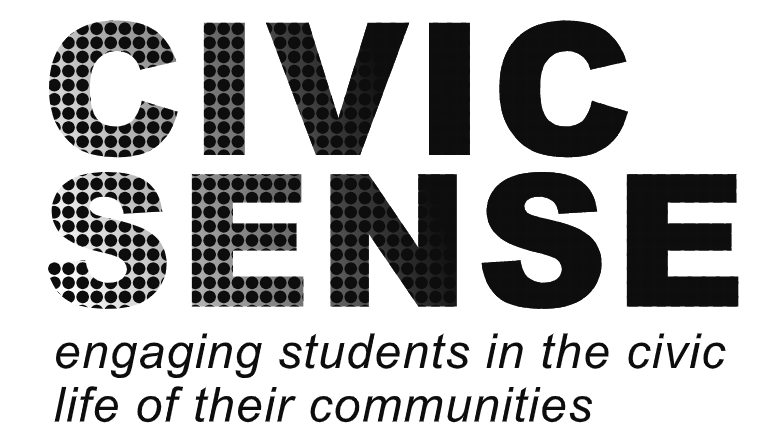 CIVIC
SENSE
engaging students in the civic
life of their communities